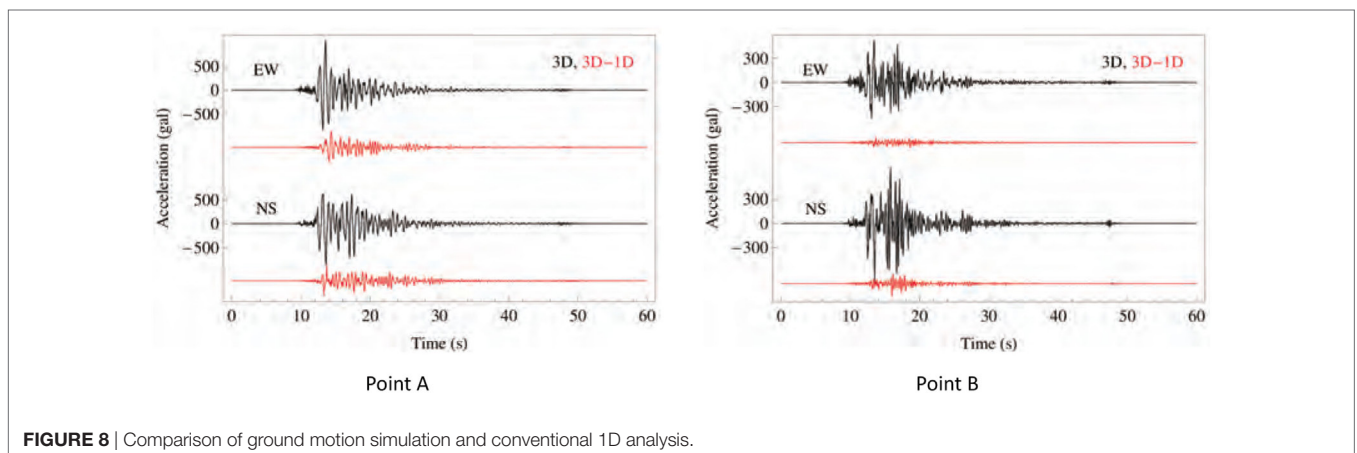 EW
3D, 3D−1D
500
0
−500
Acceleration (gal)
NS
500
0
−500
0 10 20 30 40 50 60
Time (s)
Point A
EW
3D, 3D−1D
300
0
−300
Acceleration (gal)
NS
300
0
−300
0 10 20 30 40 50 60
Time (s)
Point B
FIGURE 8 | Comparison of ground motion simulation and conventional 1D analysis.